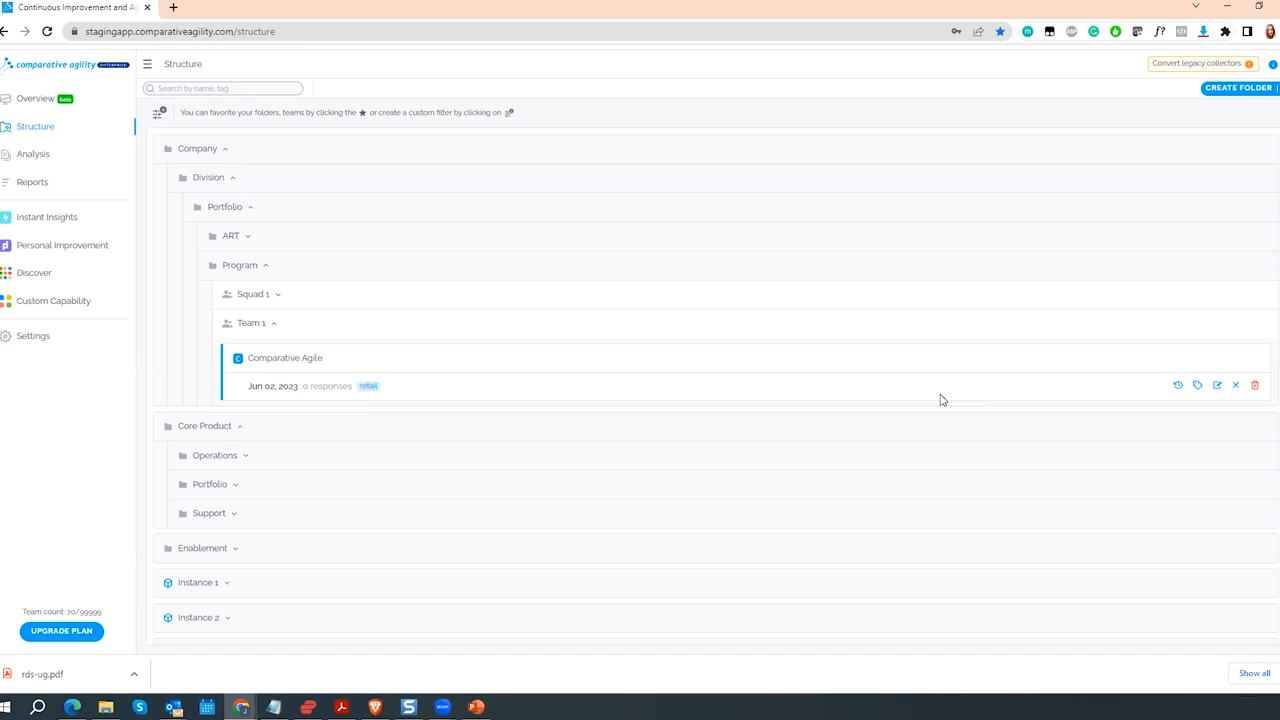 Continuous Improvement and Ag
stagingapp.comparativeagility.com/structure
comparative agility ENTERPRISE
Structure
Convert legacy collectors
Search by name, tag
CREATE FOLDER
You can favorite your folders, teams by clicking the ★ or create a custom filter by clicking on
Overview beta
Structure
Analysis
Reports
Instant Insights
Personal Improvement
Discover
Custom Capability
Settings
Company
Division
Portfolio
ART
Program
Squad 1
Team 1
Comparative Agile
Jun 02, 2023 0 responses retail
Core Product
Operations
Portfolio
Support
Enablement
Instance 1
Instance 2
Team count: 70/99999
UPGRADE PLAN
rds-ug.pdf
Show all